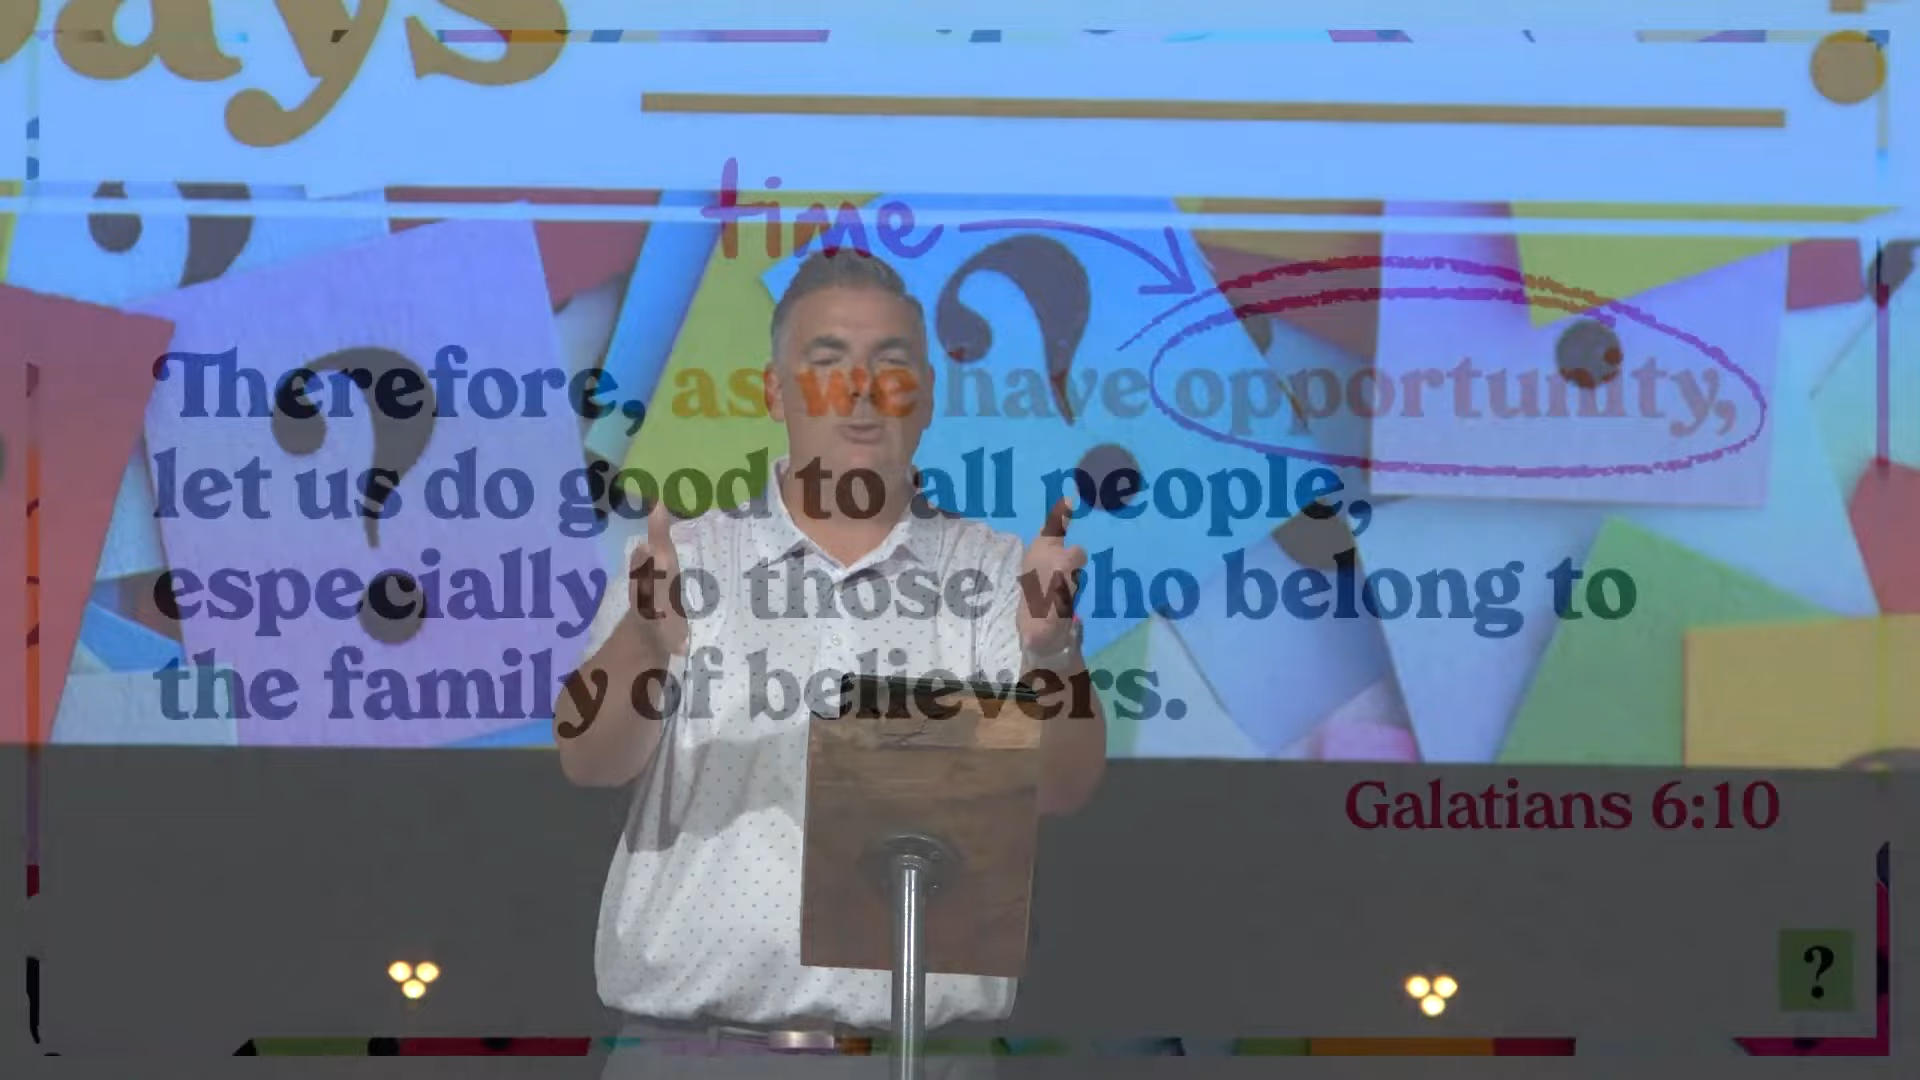 ays
time
Therefore, as we have opportunity,
let us do good to all people,
especially to those who belong to
the family of believers.
Galatians 6:10
?